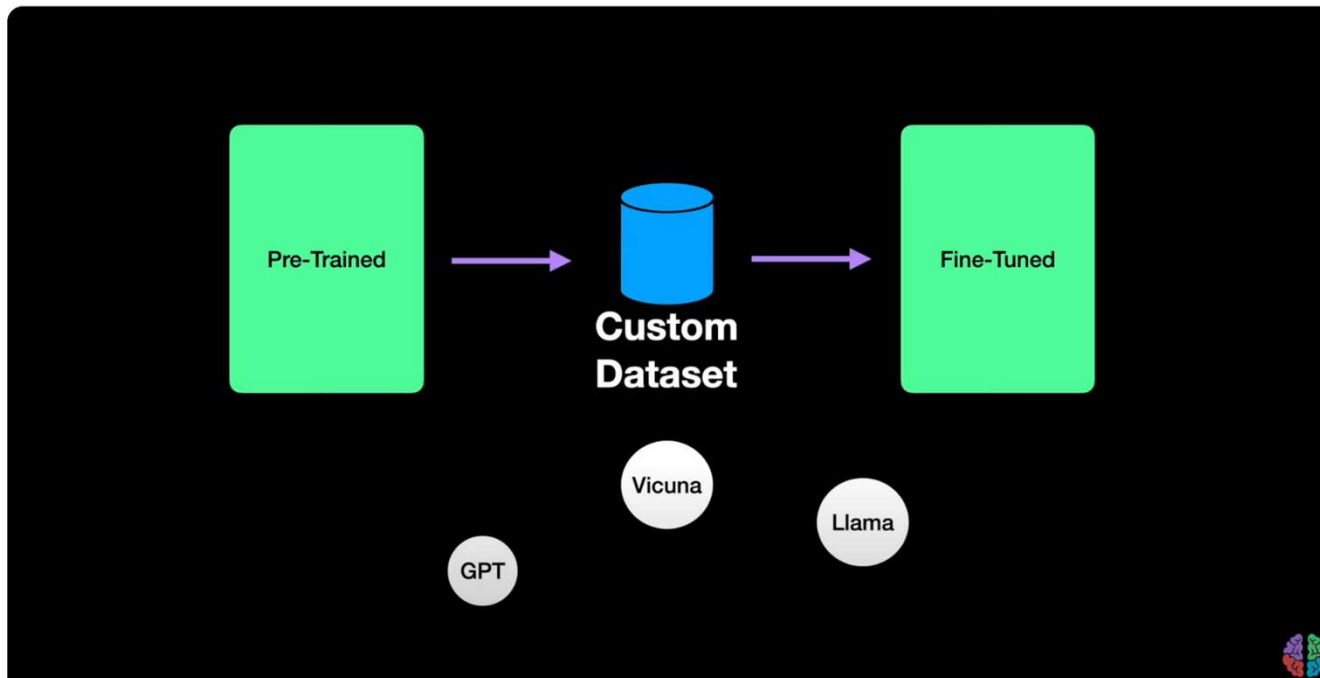 Pre-Trained
Custom
Dataset
Fine-Tuned
Vicuna
Llama
GPT